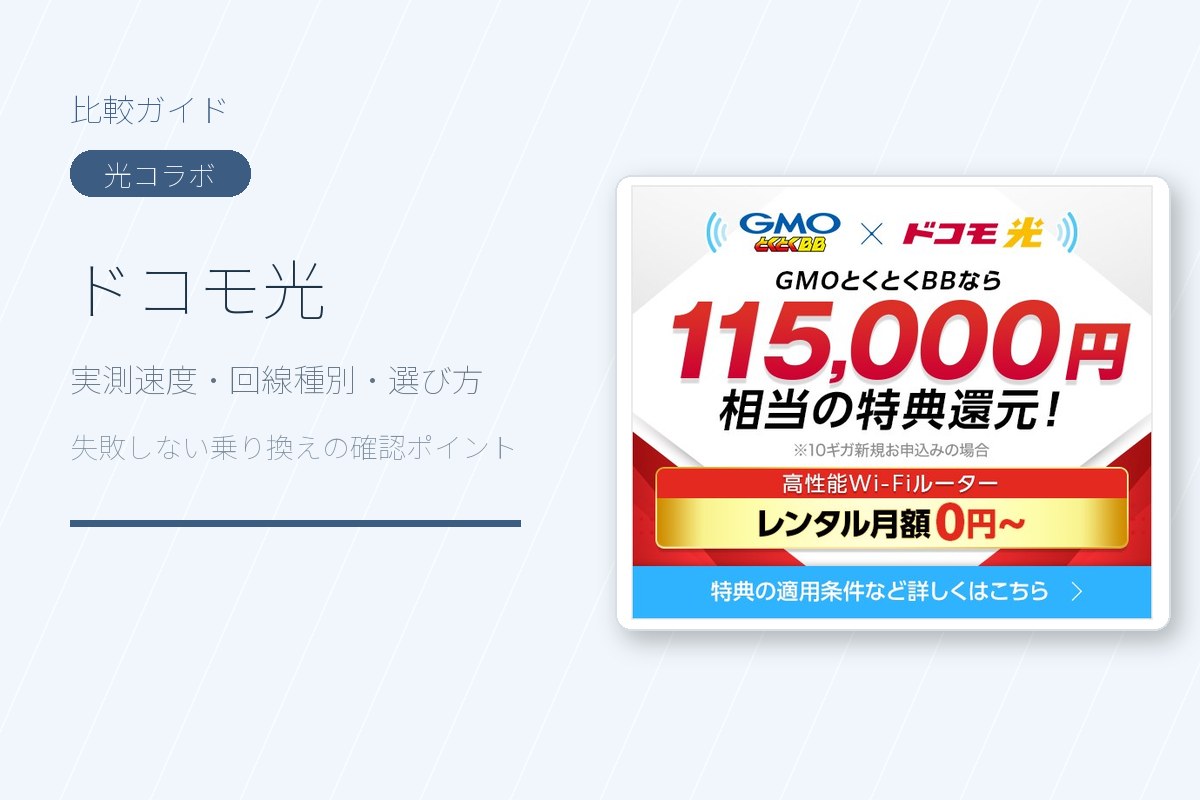 比較ガイド
光コラボ
ドコモ光
実測速度・回線種別・選び方
失敗しない乗り換えの確認ポイント
GMO とくとくBB × ドコモ光
GMOとくとくBBなら
115,000円
相当の特典還元!
※10ギガ新規お申込みの場合
高性能Wi-Fiルーター
レンタル月額0円~
特典の適用条件など詳しくはこちら >